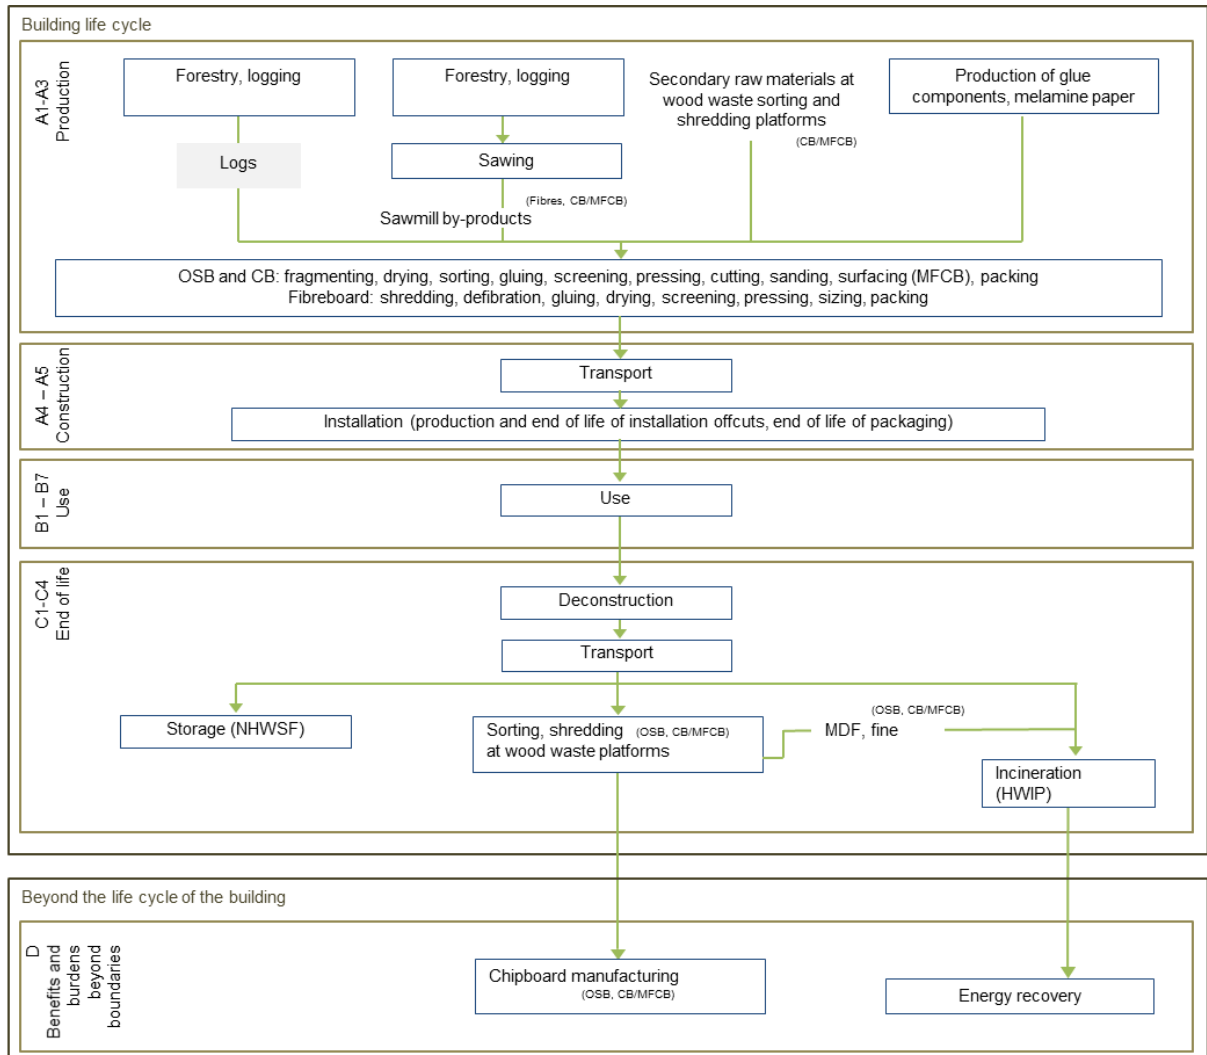 Building life cycle
A1-A3
Production
Forestry, logging
Forestry, logging
Secondary raw materials at
wood waste sorting and
shredding platforms
(CB/MFCB)
Production of glue
components, melamine paper
Logs
Sawing
(Fibres, CB/MFCB)
Sawmill by-products
OSB and CB: fragmenting, drying, sorting, gluing, screening, pressing, cutting, sanding, surfacing (MFCB), packing
Fibreboard: shredding, defibration, gluing, drying, screening, pressing, sizing, packing
A4 – A5
Construction
Transport
Installation (production and end of life of installation offcuts, end of life of packaging)
B1 – B7
Use
Use
C1-C4
End of life
Deconstruction
Transport
Storage (NHWSF)
Sorting, shredding (OSB, CB/MFCB)
at wood waste platforms
(OSB, CB/MFCB)
MDF, fine
Incineration
(HWIP)
Beyond the life cycle of the building
D
Benefits and
burdens
beyond
boundaries
Chipboard manufacturing
(OSB, CB/MFCB)
Energy recovery